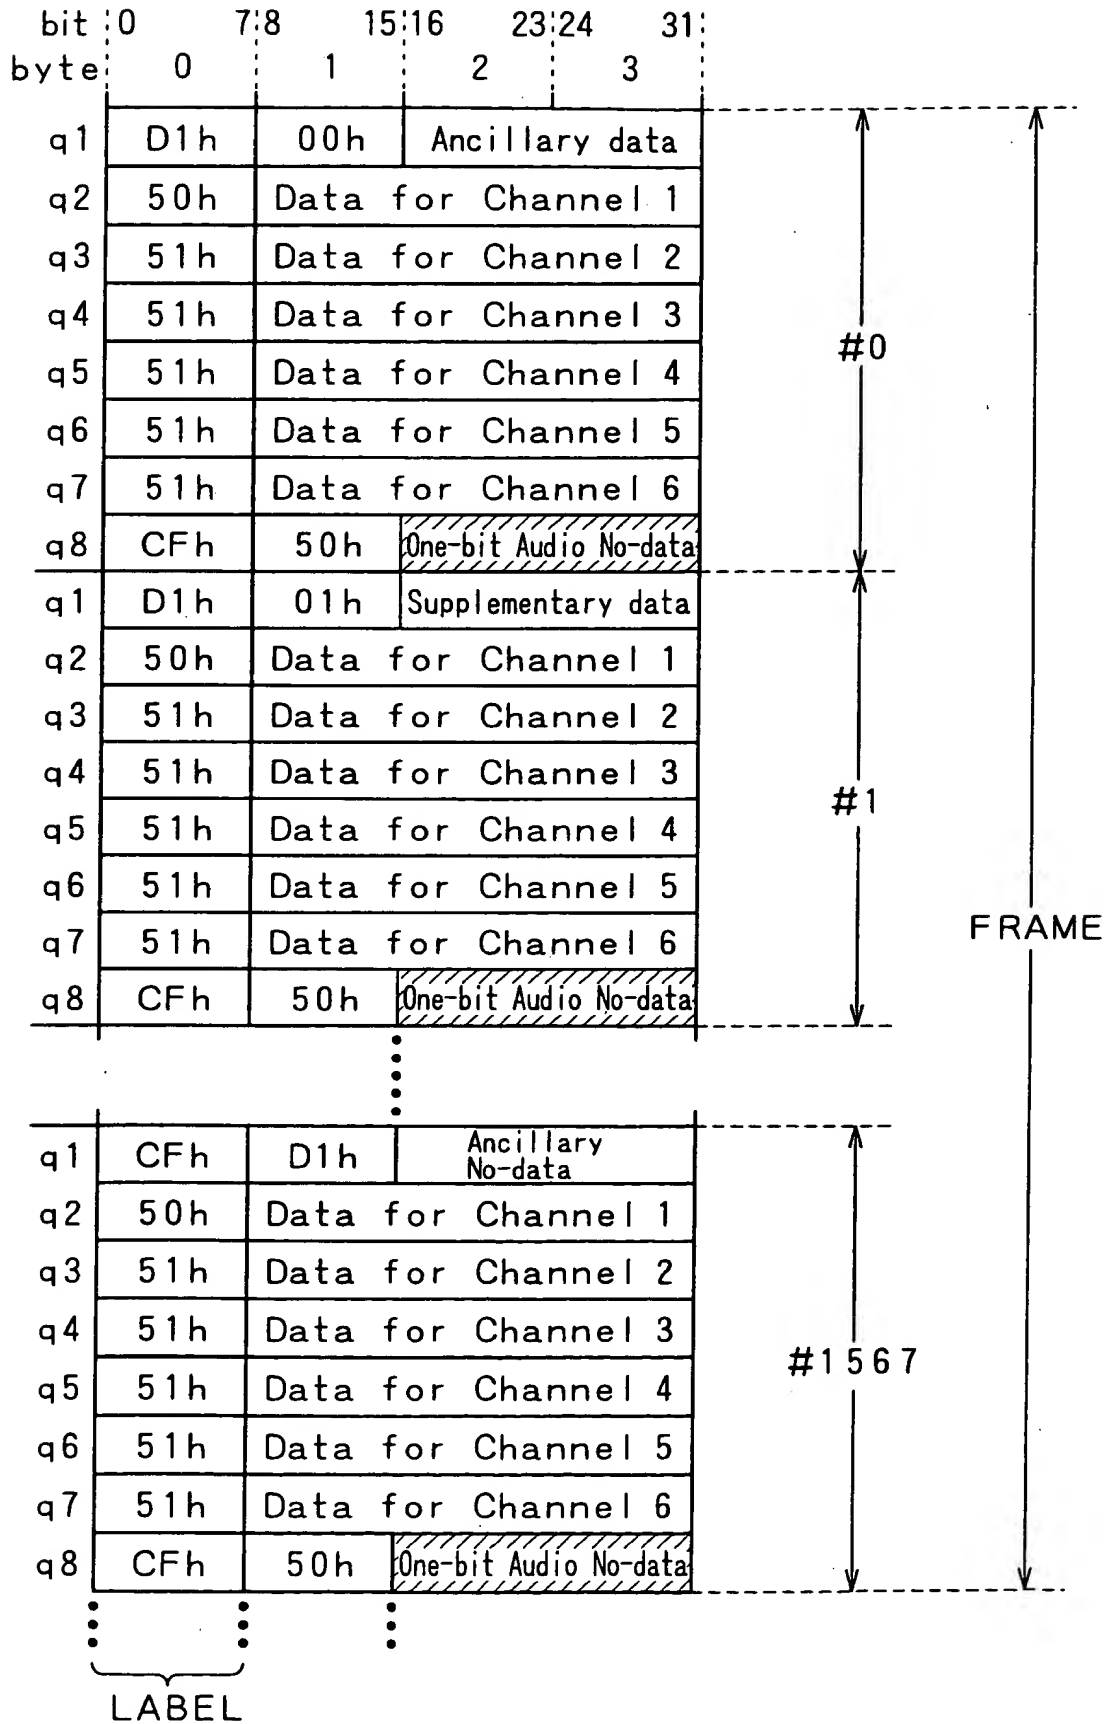 bit 0 7 8 15 16 23 24 31
byte 0 1 2 3
q1 D1h 00h Ancillary data
q2 50h Data for Channel 1
q3 51h Data for Channel 2
q4 51h Data for Channel 3
#0
q5 51h Data for Channel 4
q6 51h Data for Channel 5
q7 51h Data for Channel 6
q8 CFh 50h One-bit Audio No-data
q1 D1h 01h Supplementary data
q2 50h Data for Channel 1
q3 51h Data for Channel 2
q4 51h Data for Channel 3
#1
q5 51h Data for Channel 4
q6 51h Data for Channel 5
q7 51h Data for Channel 6
FRAME
q8 CFh 50h One-bit Audio No-data
q1 CFh D1h Ancillary
No-data
q2 50h Data for Channel 1
q3 51h Data for Channel 2
q4 51h Data for Channel 3
#1567
q5 51h Data for Channel 4
q6 51h Data for Channel 5
q7 51h Data for Channel 6
q8 CFh 50h One-bit Audio No-data
LABEL